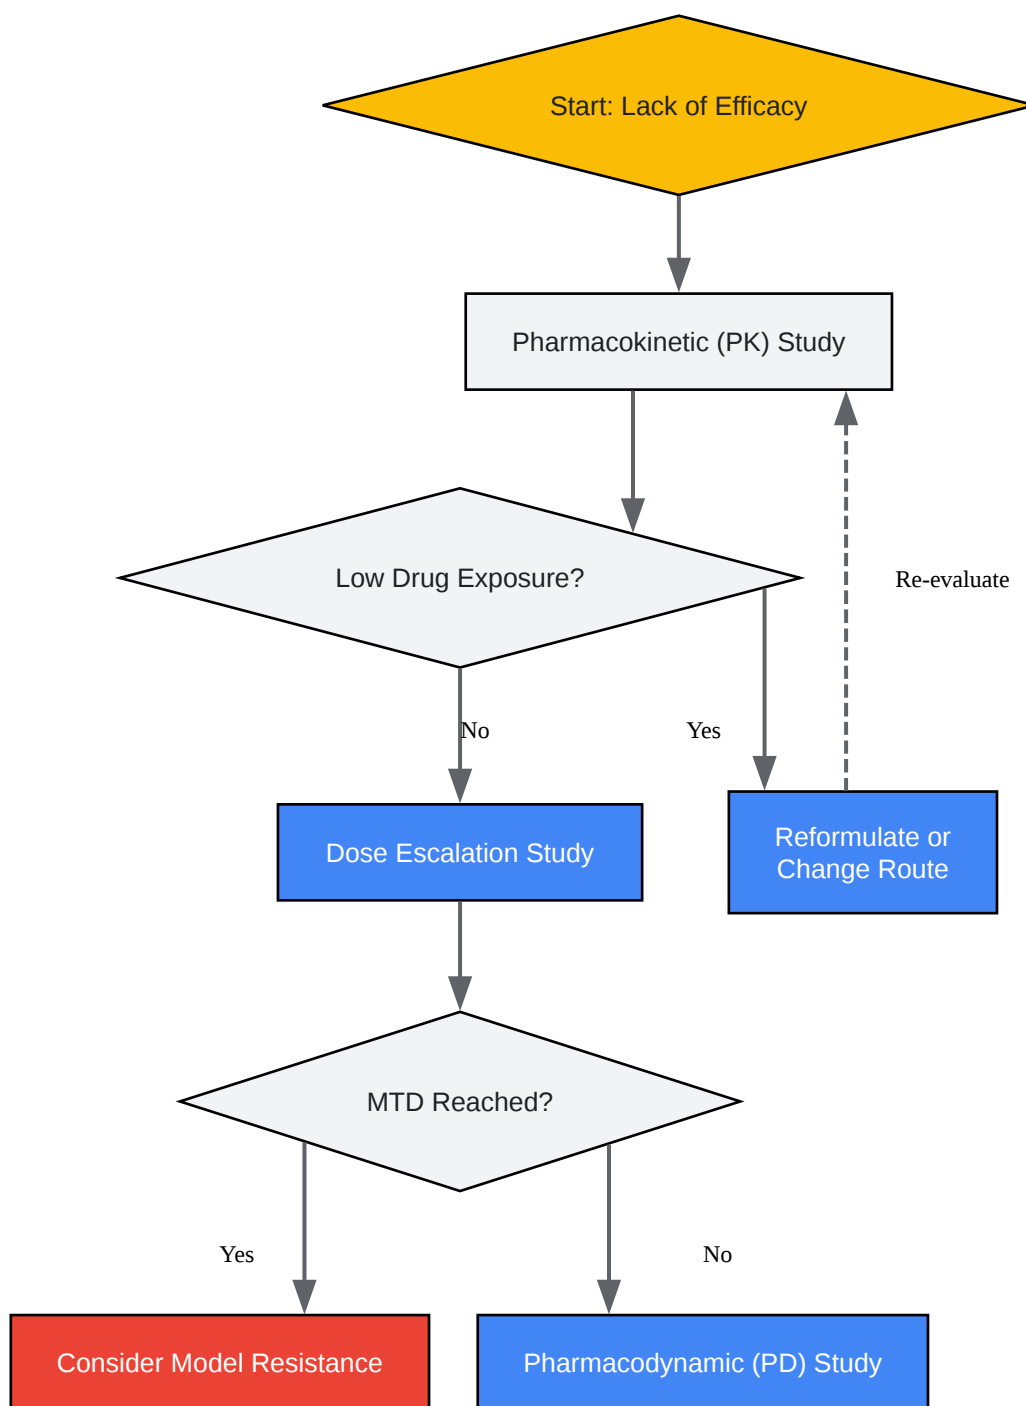 Start: Lack of Efficacy
Pharmacokinetic (PK) Study
Low Drug Exposure?
Re-evaluate
No
Yes
Dose Escalation Study
Reformulate or
Change Route
MTD Reached?
Yes
No
Consider Model Resistance
Pharmacodynamic (PD) Study